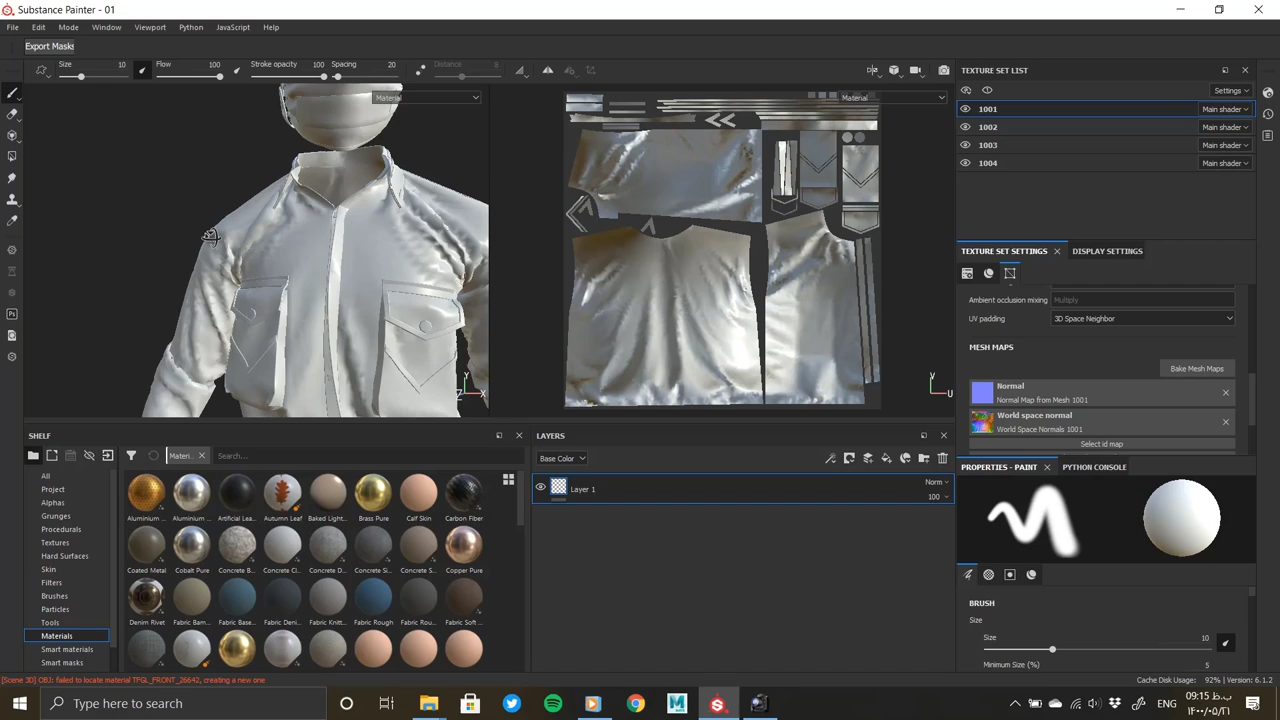 Substance Painter - 01
File Edit Mode Window Viewport Python JavaScript Help
Export Masks
Size 10 Flow 100 Stroke opacity 100 Spacing 20 Distance 8
Material
Material
TEXTURE SET LIST
Settings
1001 Main shader
1002 Main shader
1003 Main shader
1004 Main shader
TEXTURE SET SETTINGS
DISPLAY SETTINGS
Ambient occlusion mixing Multiply
UV padding 3D Space Neighbor
MESH MAPS
Bake Mesh Maps
Normal
Normal Map from Mesh 1001
World space normal
World Space Normals 1001
Select id map
Y
Z X
V
U
SHELF
Materi...
Search...
All
Project
Alphas
Grunges
Procedurals
Textures
Hard Surfaces
Skin
Filters
Brushes
Particles
Tools
Materials
Smart materials
Smart masks
Aluminium ... Aluminium ... Artificial Lea... Autumn Leaf Baked Light... Brass Pure Calf Skin Carbon Fiber
Coated Metal Cobalt Pure Concrete B... Concrete Cl... Concrete D... Concrete Si... Concrete S... Copper Pure
Denim Rivet Fabric Bam... Fabric Base... Fabric Deni... Fabric Knitt... Fabric Rough Fabric Rou... Fabric Soft ...
LAYERS
Base Color
Layer 1
Norm
100
PROPERTIES - PAINT
PYTHON CONSOLE
BRUSH
Size
Size 10
Minimum Size (%) 5
[Scene 3D] OBJ: failed to locate material TPGL_FRONT_26642, creating a new one
Cache Disk Usage: 92% | Version: 6.1.2
Type here to search
ENG
09:15 ب.ظ
۱۴۰۰/۰۵/۲۱